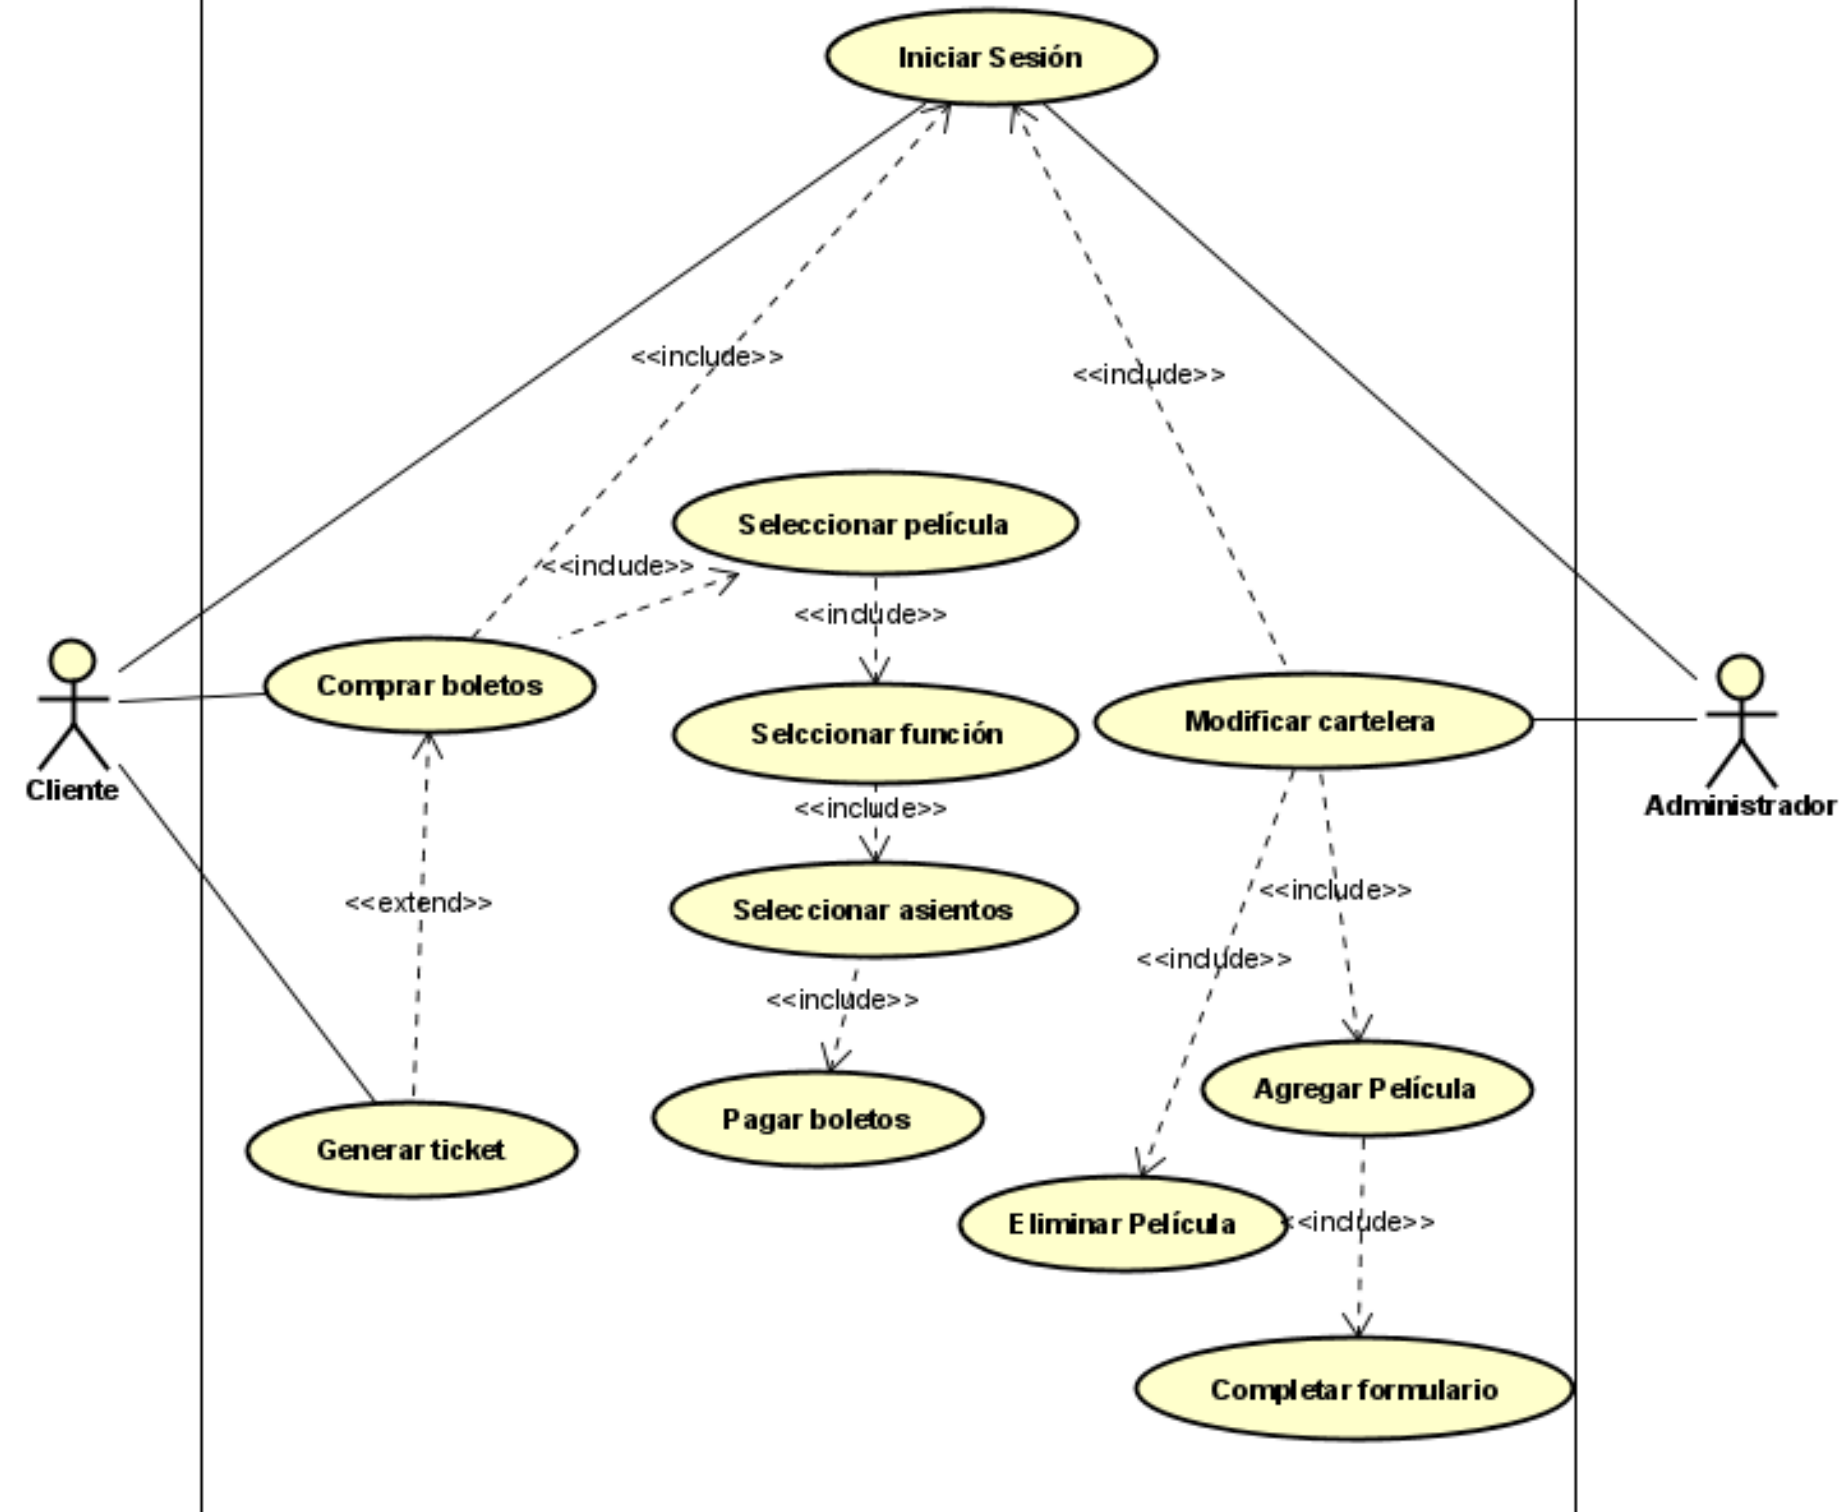 Iniciar Sesión
<<include>>
<<include>>
Seleccionar película
<<include>>
<<include>>
Comprar boletos
Selccionar función
Modificar cartelera
Cliente
Administrador
<<include>>
<<extend>>
Seleccionar asientos
<<include>>
<<include>>
<<include>>
Agregar Película
Pagar boletos
Generar ticket
Eliminar Película
<<include>>
Completar formulario